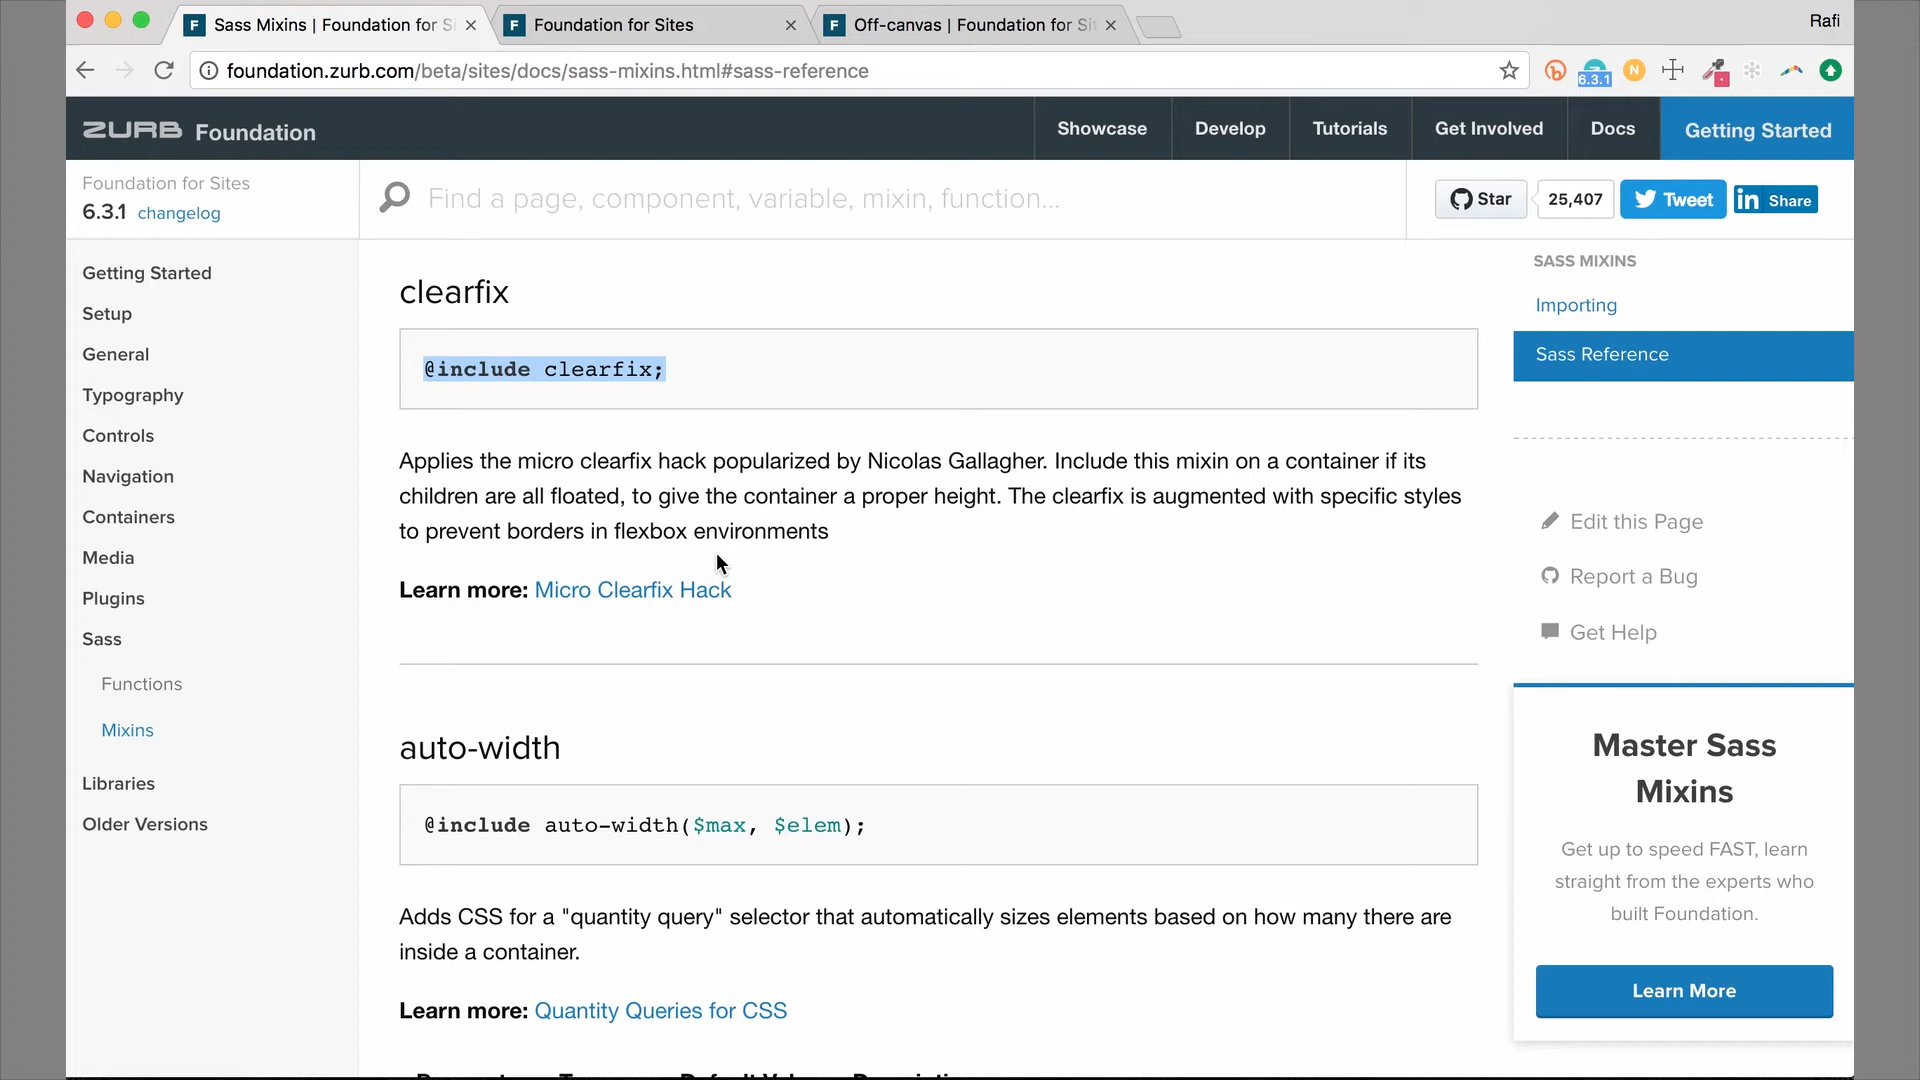 Sass Mixins | Foundation for Si
Foundation for Sites
Off-canvas | Foundation for Sit
Rafi
foundation.zurb.com/beta/sites/docs/sass-mixins.html#sass-reference
6.3.1
N
ZURB Foundation
Showcase
Develop
Tutorials
Get Involved
Docs
Getting Started
Foundation for Sites
6.3.1 changelog
Find a page, component, variable, mixin, function...
Star
25,407
Tweet
in Share
Getting Started
Setup
General
Typography
Controls
Navigation
Containers
Media
Plugins
Sass
Functions
Mixins
Libraries
Older Versions
clearfix
@include clearfix;
Applies the micro clearfix hack popularized by Nicolas Gallagher. Include this mixin on a container if its
children are all floated, to give the container a proper height. The clearfix is augmented with specific styles
to prevent borders in flexbox environments
Learn more: Micro Clearfix Hack
auto-width
@include auto-width($max, $elem);
Adds CSS for a "quantity query" selector that automatically sizes elements based on how many there are
inside a container.
Learn more: Quantity Queries for CSS
SASS MIXINS
Importing
Sass Reference
Edit this Page
Report a Bug
Get Help
Master Sass
Mixins
Get up to speed FAST, learn
straight from the experts who
built Foundation.
Learn More